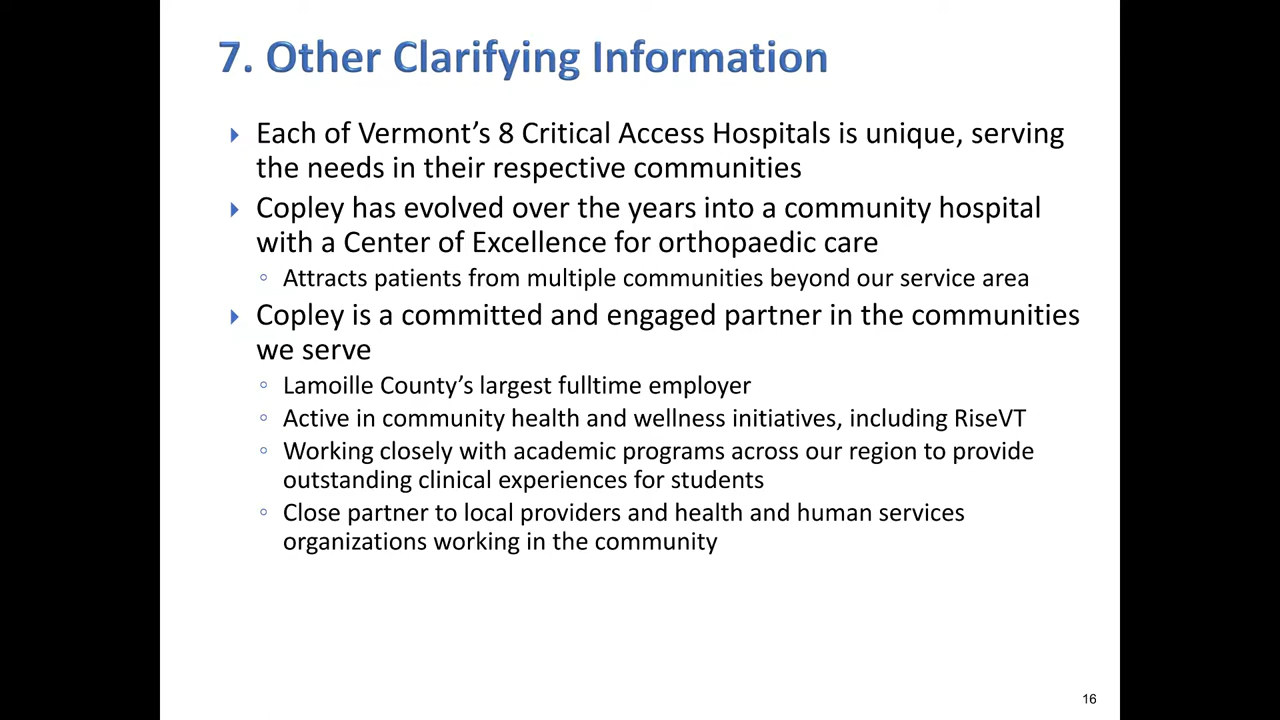 7. Other Clarifying Information
Each of Vermont’s 8 Critical Access Hospitals is unique, serving
the needs in their respective communities
Copley has evolved over the years into a community hospital
with a Center of Excellence for orthopaedic care
Attracts patients from multiple communities beyond our service area
Copley is a committed and engaged partner in the communities
we serve
Lamoille County’s largest fulltime employer
Active in community health and wellness initiatives, including RiseVT
Working closely with academic programs across our region to provide
outstanding clinical experiences for students
Close partner to local providers and health and human services
organizations working in the community
16